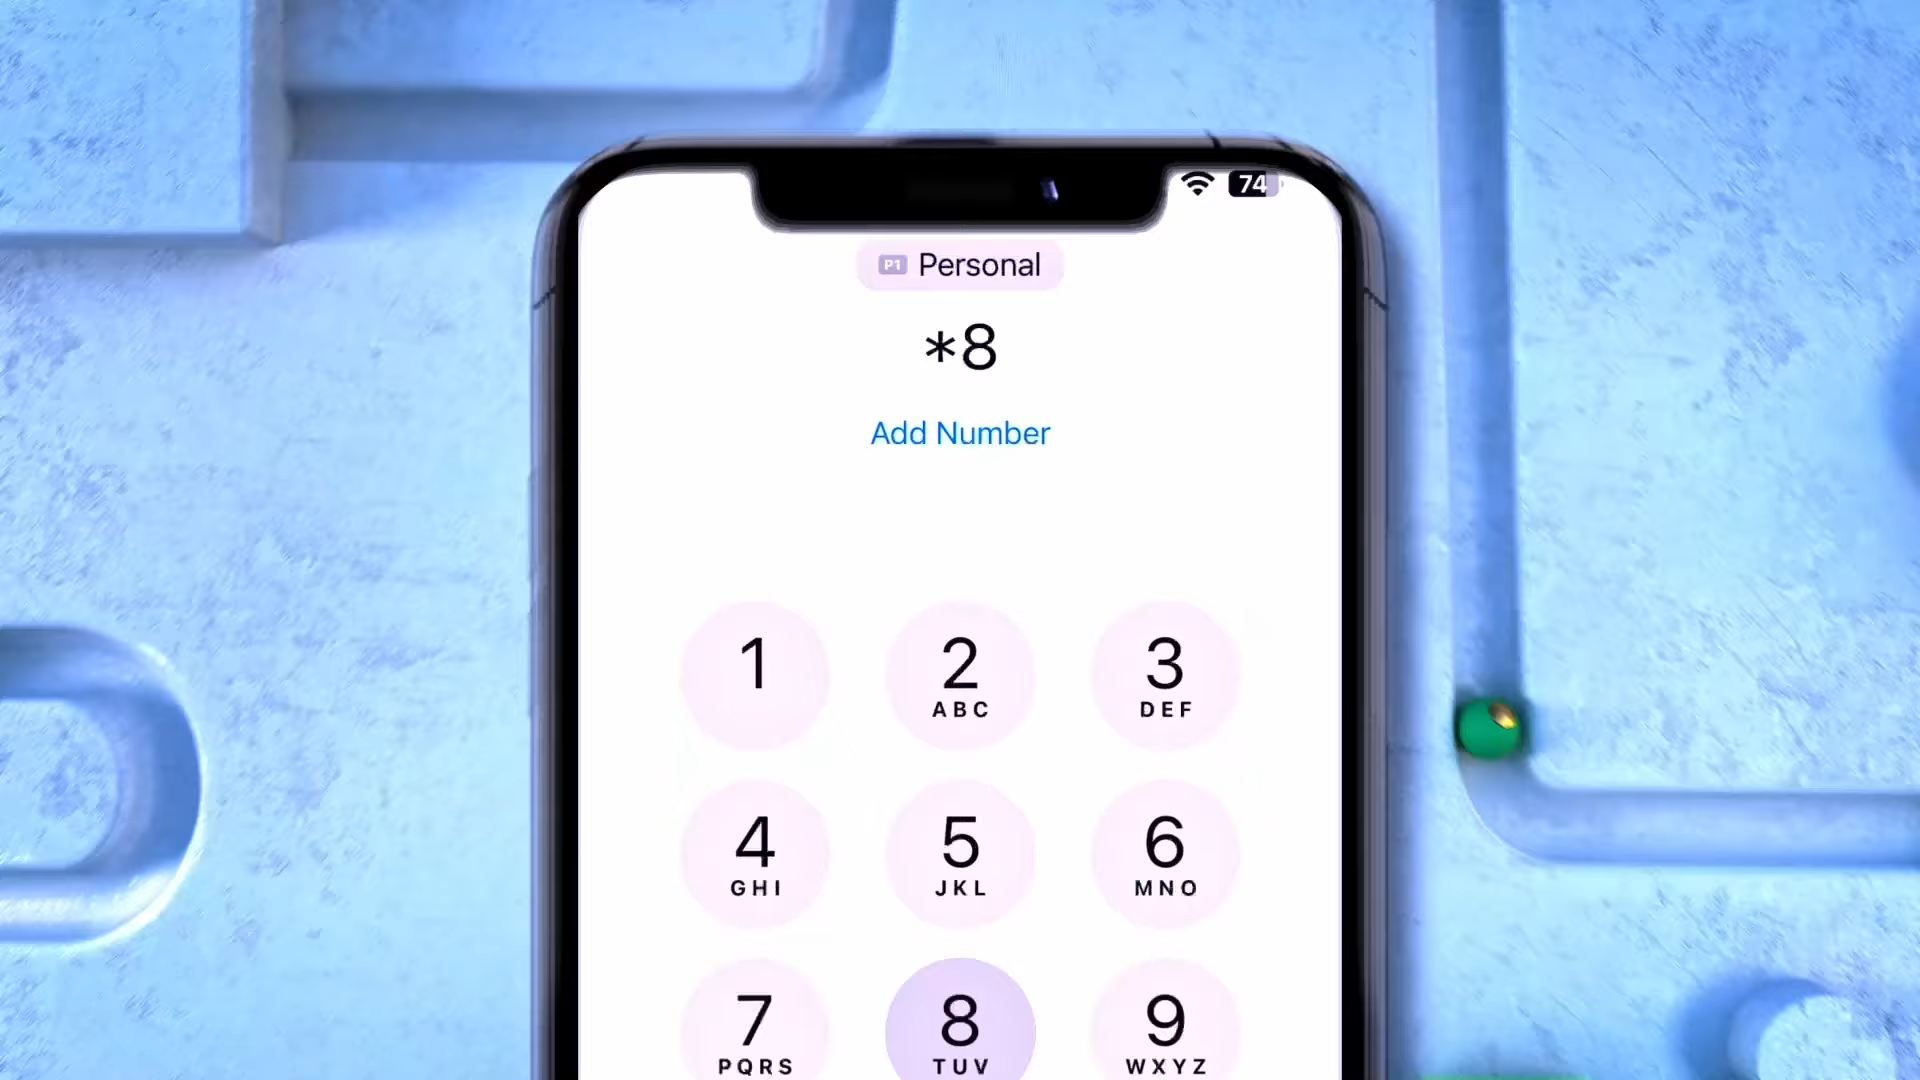 74
P1 Personal
*8
Add Number
1 2 3
ABC DEF
4 5 6
GHI JKL MNO
7 8 9
PQRS TUV WXYZ